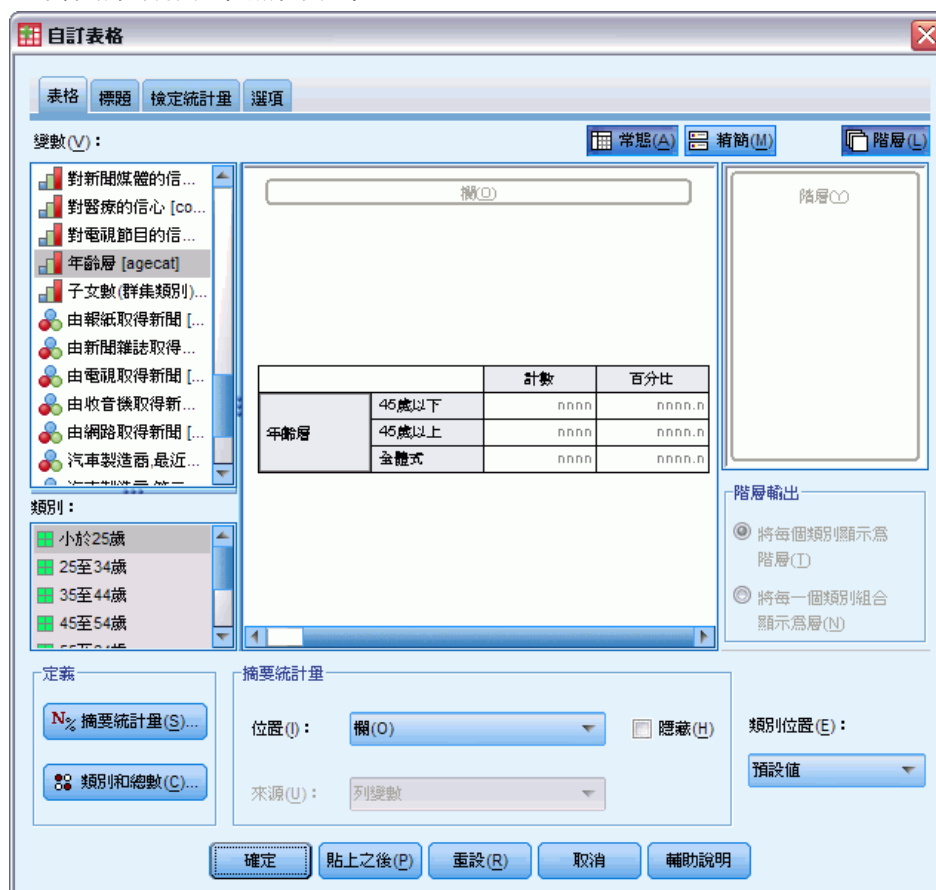 自訂表格
表格 標題 檢定統計量 選項
變數(V)： 常態(A) 精簡(M) 階層(L)
對新聞媒體的信...
對醫療的信心 [co...
對電視節目的信...
年齡層 [agecat]
子女數(群集類別)...
由報紙取得新聞 [...
由新聞雜誌取得...
由電視取得新聞 [...
由收音機取得新...
由網路取得新聞 [...
汽車製造商,最近...
欄(O)
計數 百分比
年齡層
45歲以下 nnnn nnnn.n
45歲以上 nnnn nnnn.n
全體式 nnnn nnnn.n
階層(Y)
類別：
小於25歲
25至34歲
35至44歲
45至54歲
階層輸出
將每個類別顯示為
階層(T)
將每一個類別組合
顯示為層(N)
定義
摘要統計量(S)...
類別和總數(C)...
摘要統計量
位置(I)： 欄(O) 隱藏(H)
來源(U)： 列變數
類別位置(E)：
預設值
確定 貼上之後(P) 重設(R) 取消 輔助說明